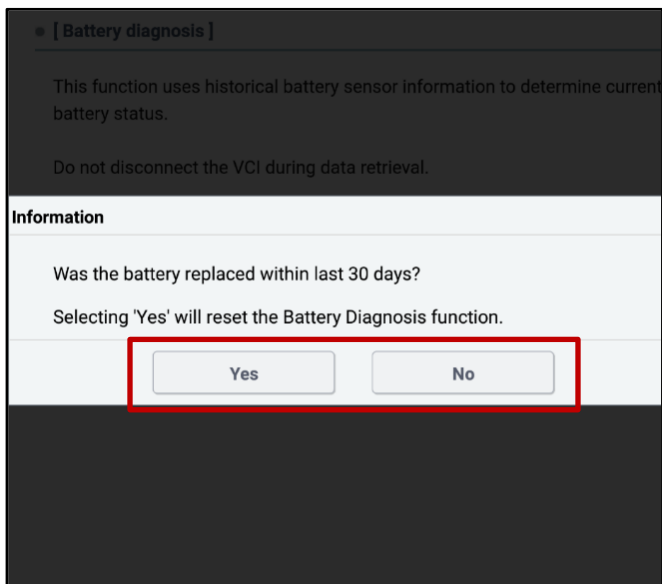 [ Battery diagnosis ]
This function uses historical battery sensor information to determine current
battery status.
Do not disconnect the VCI during data retrieval.
Information
Was the battery replaced within last 30 days?
Selecting 'Yes' will reset the Battery Diagnosis function.
Yes No